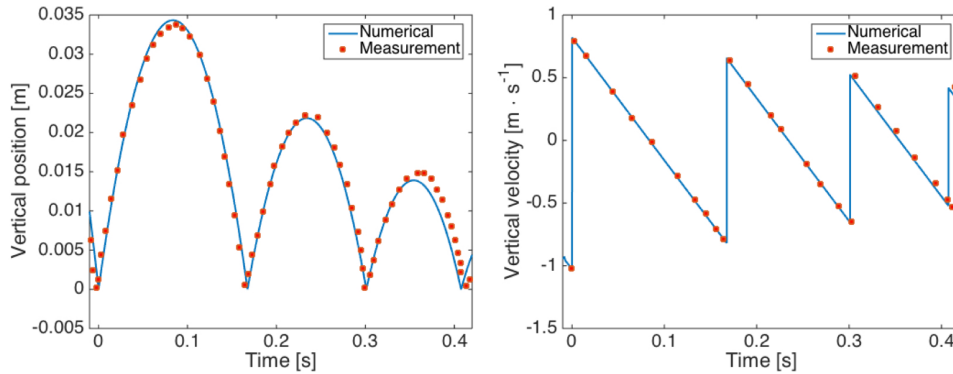 0.035
0.03
0.025
0.02
0.015
0.01
0.005
0
-0.005
Vertical position [m]
Numerical
Measurement
0 0.1 0.2 0.3 0.4
Time [s]
1
0.5
0
-0.5
-1
-1.5
Vertical velocity [m · s⁻¹]
Numerical
Measurement
0 0.1 0.2 0.3 0.4
Time [s]